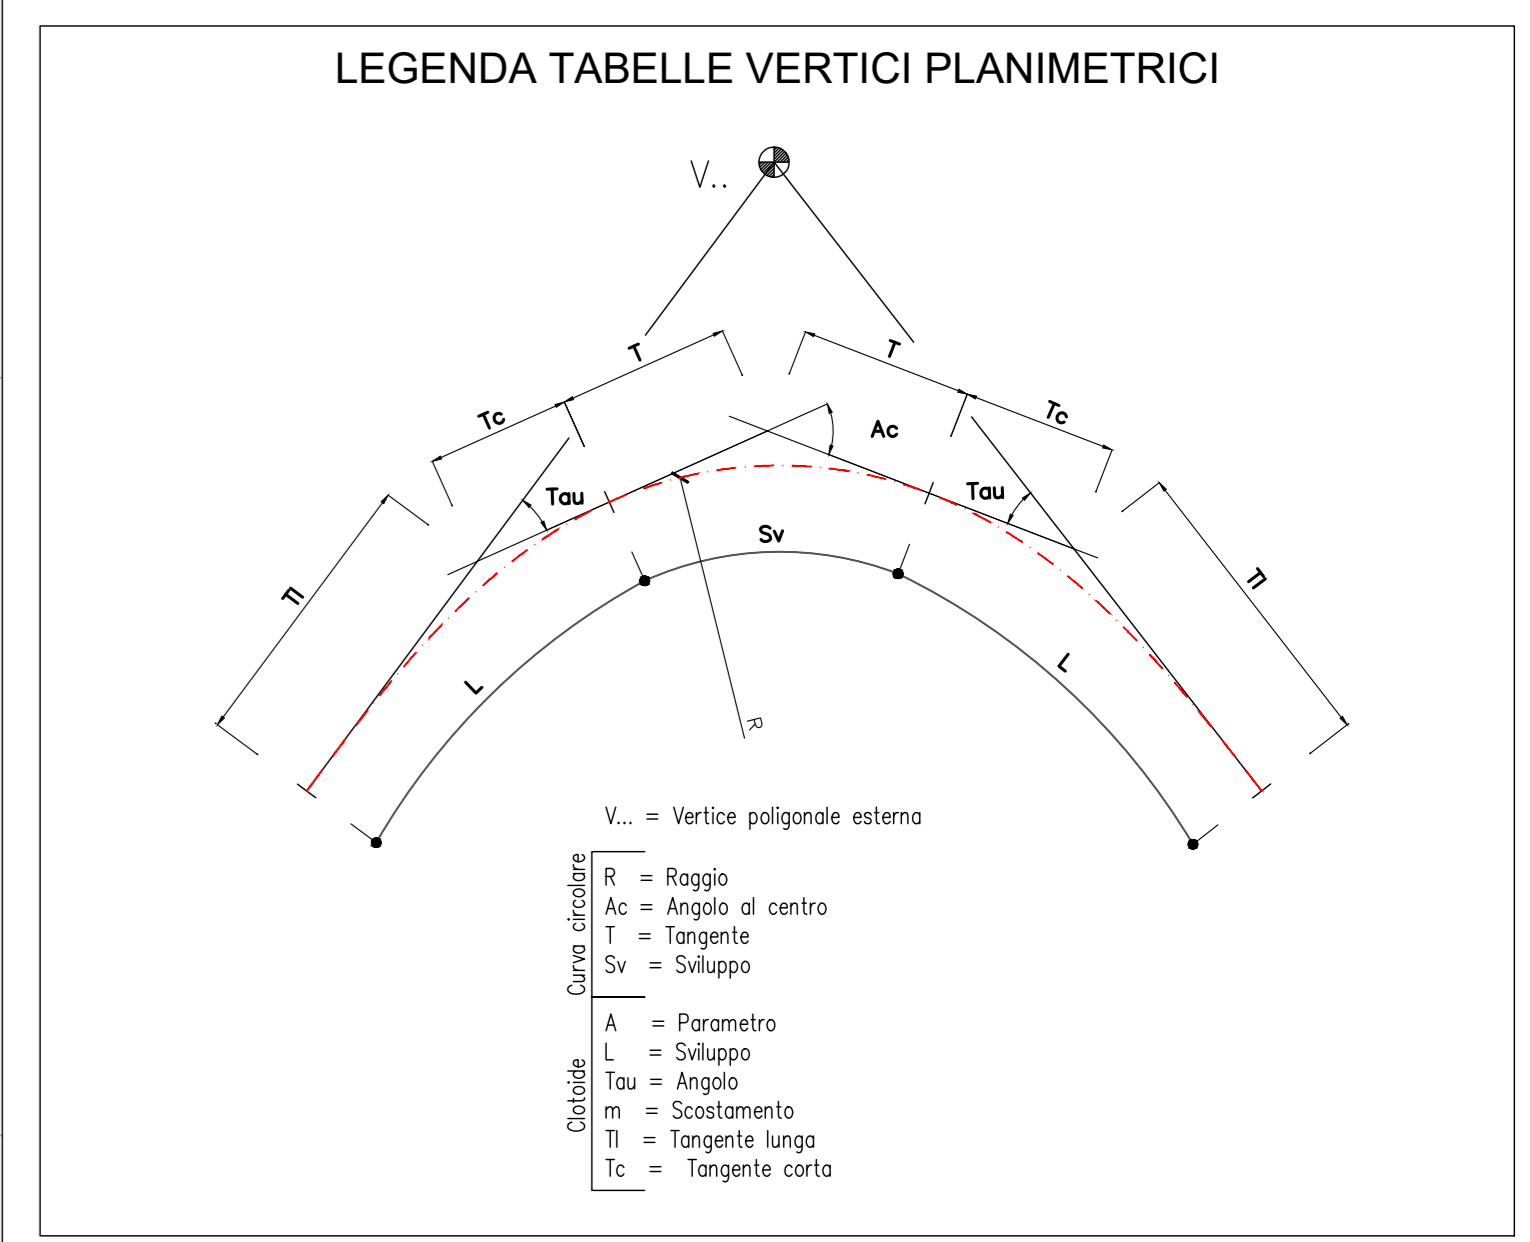 LEGENDA TABELLE VERTICI PLANIMETRICI
V..
T
T
Tc
Tc
Ac
Tau
Tau
Sv
Tl
Tl
L
L
R
V... = Vertice poligonale esterna
Curva circolare
R = Raggio
Ac = Angolo al centro
T = Tangente
Sv = Sviluppo
Clotoide
A = Parametro
L = Sviluppo
Tau = Angolo
m = Scostamento
Tl = Tangente lunga
Tc = Tangente corta